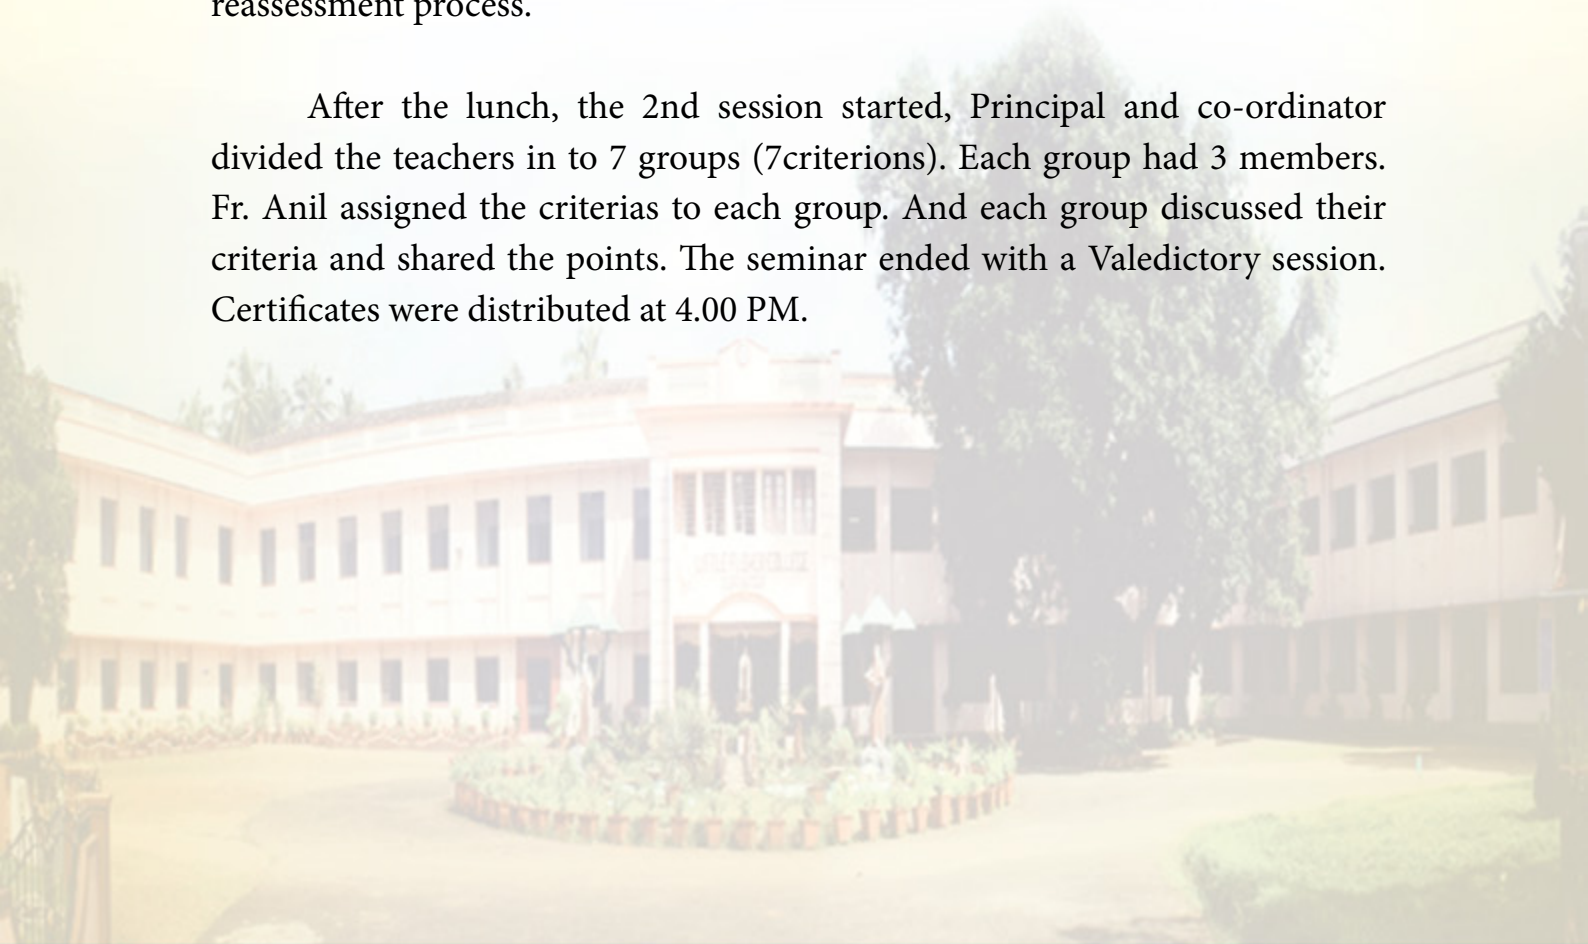 reassessment process.
After the lunch, the 2nd session started, Principal and co-ordinator
divided the teachers in to 7 groups (7criterions). Each group had 3 members.
Fr. Anil assigned the criterias to each group. And each group discussed their
criteria and shared the points. The seminar ended with a Valedictory session.
Certificates were distributed at 4.00 PM.